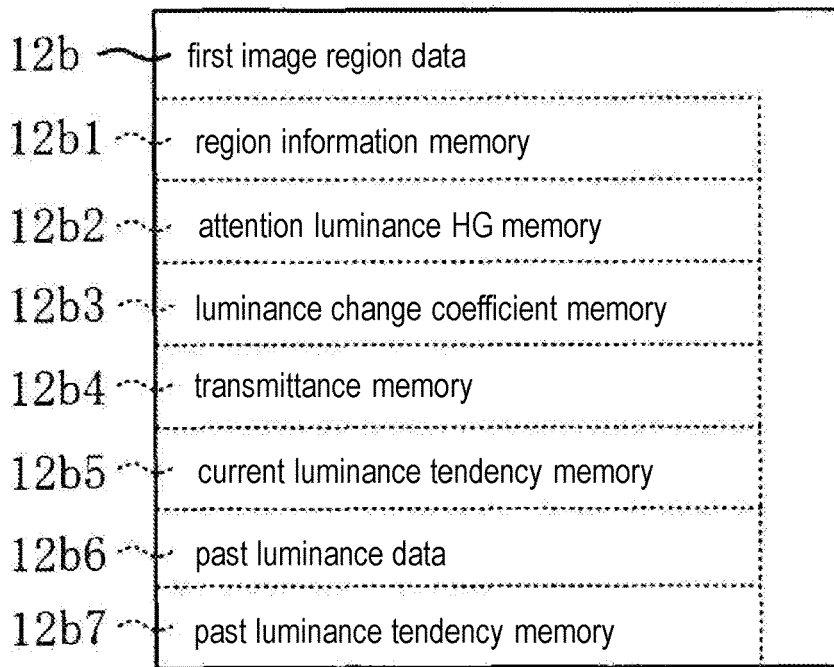 12b first image region data
12b1 region information memory
12b2 attention luminance HG memory
12b3 luminance change coefficient memory
12b4 transmittance memory
12b5 current luminance tendency memory
12b6 past luminance data
12b7 past luminance tendency memory